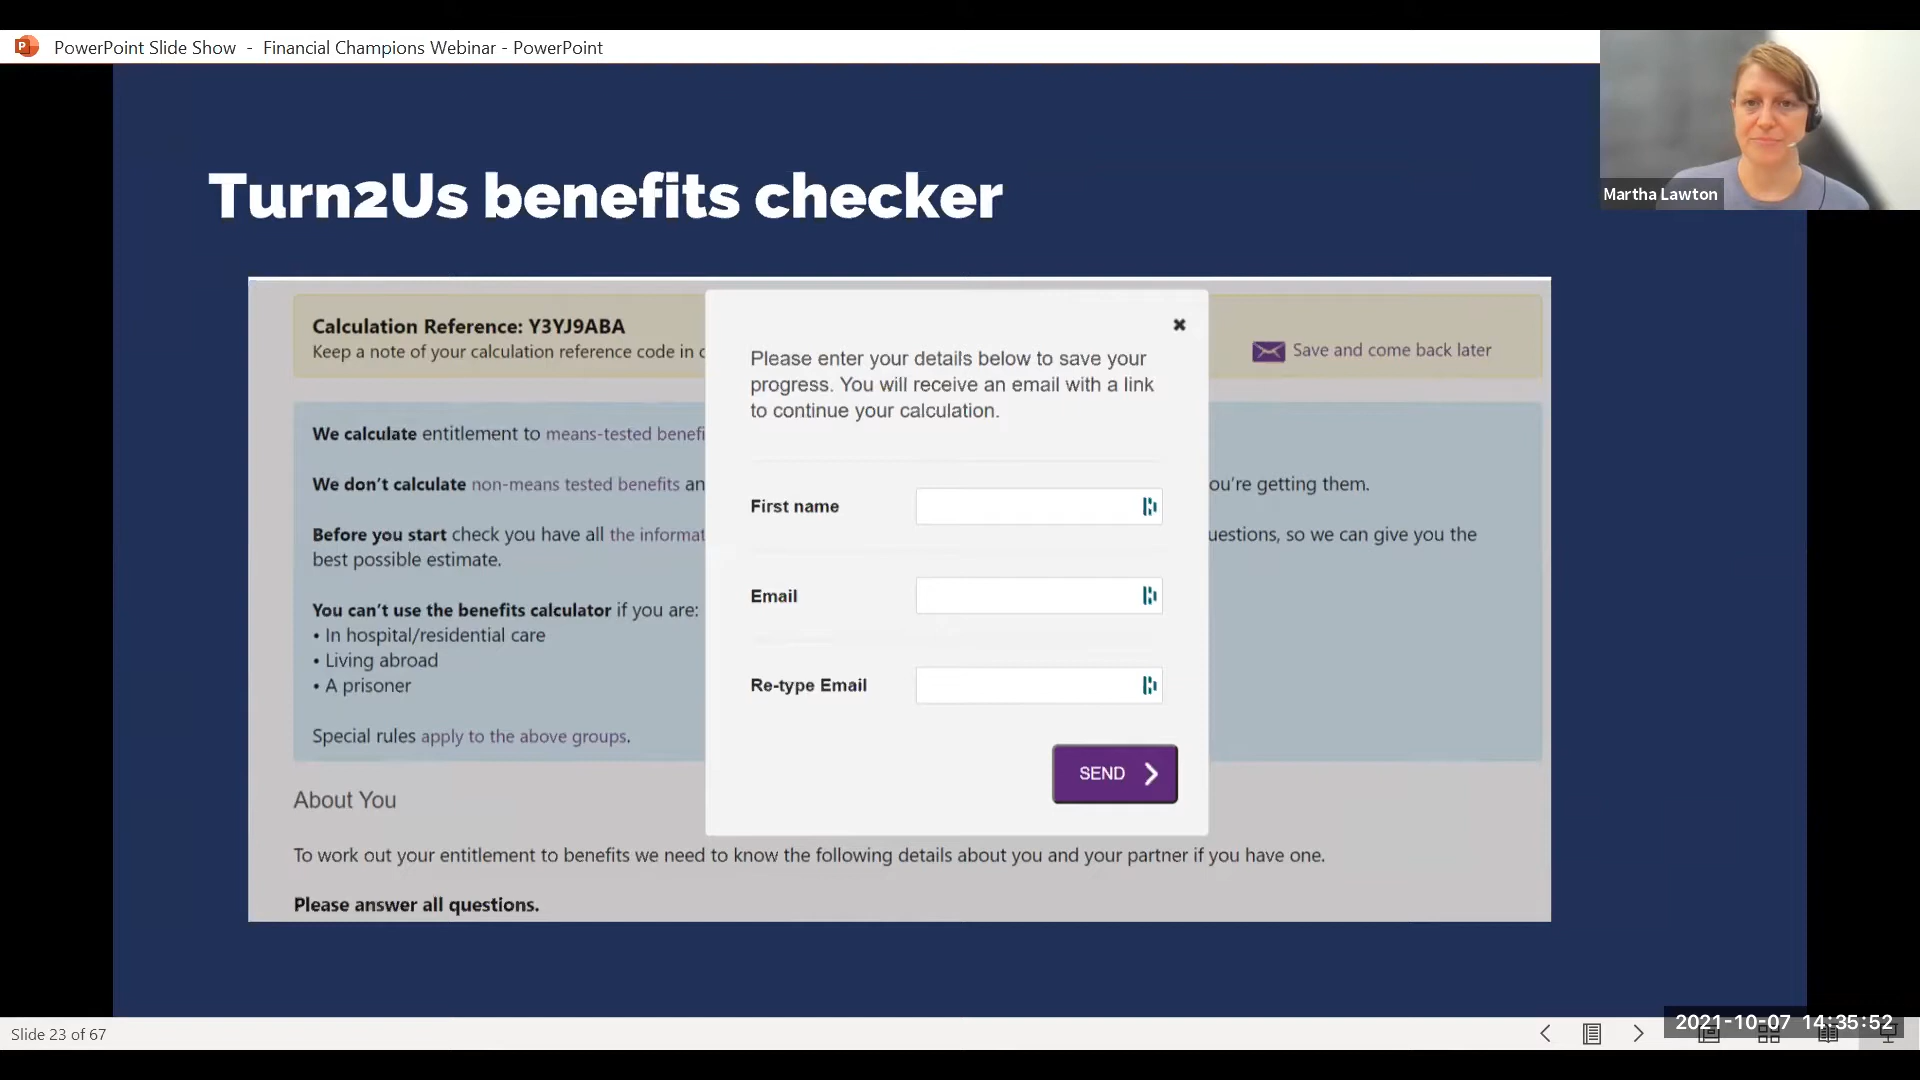 PowerPoint Slide Show - Financial Champions Webinar - PowerPoint
Martha Lawton
Turn2Us benefits checker
Calculation Reference: Y3YJ9ABA
Keep a note of your calculation reference code in
Save and come back later
Please enter your details below to save your
progress. You will receive an email with a link
to continue your calculation.
We calculate entitlement to means-tested
We don't calculate non-means tested benefits
getting them.
Before you start check you have all the
so we can give you the
best possible estimate.
You can't use the benefits calculator if you are:
• In hospital/residential care
• Living abroad
• A prisoner
Special rules apply to the above groups.
First name
Email
Re-type Email
SEND
About You
To work out your entitlement to benefits we need to know the following details about you and your partner if you have one.
Please answer all questions.
Slide 23 of 67
2021-10-07 14:35:52